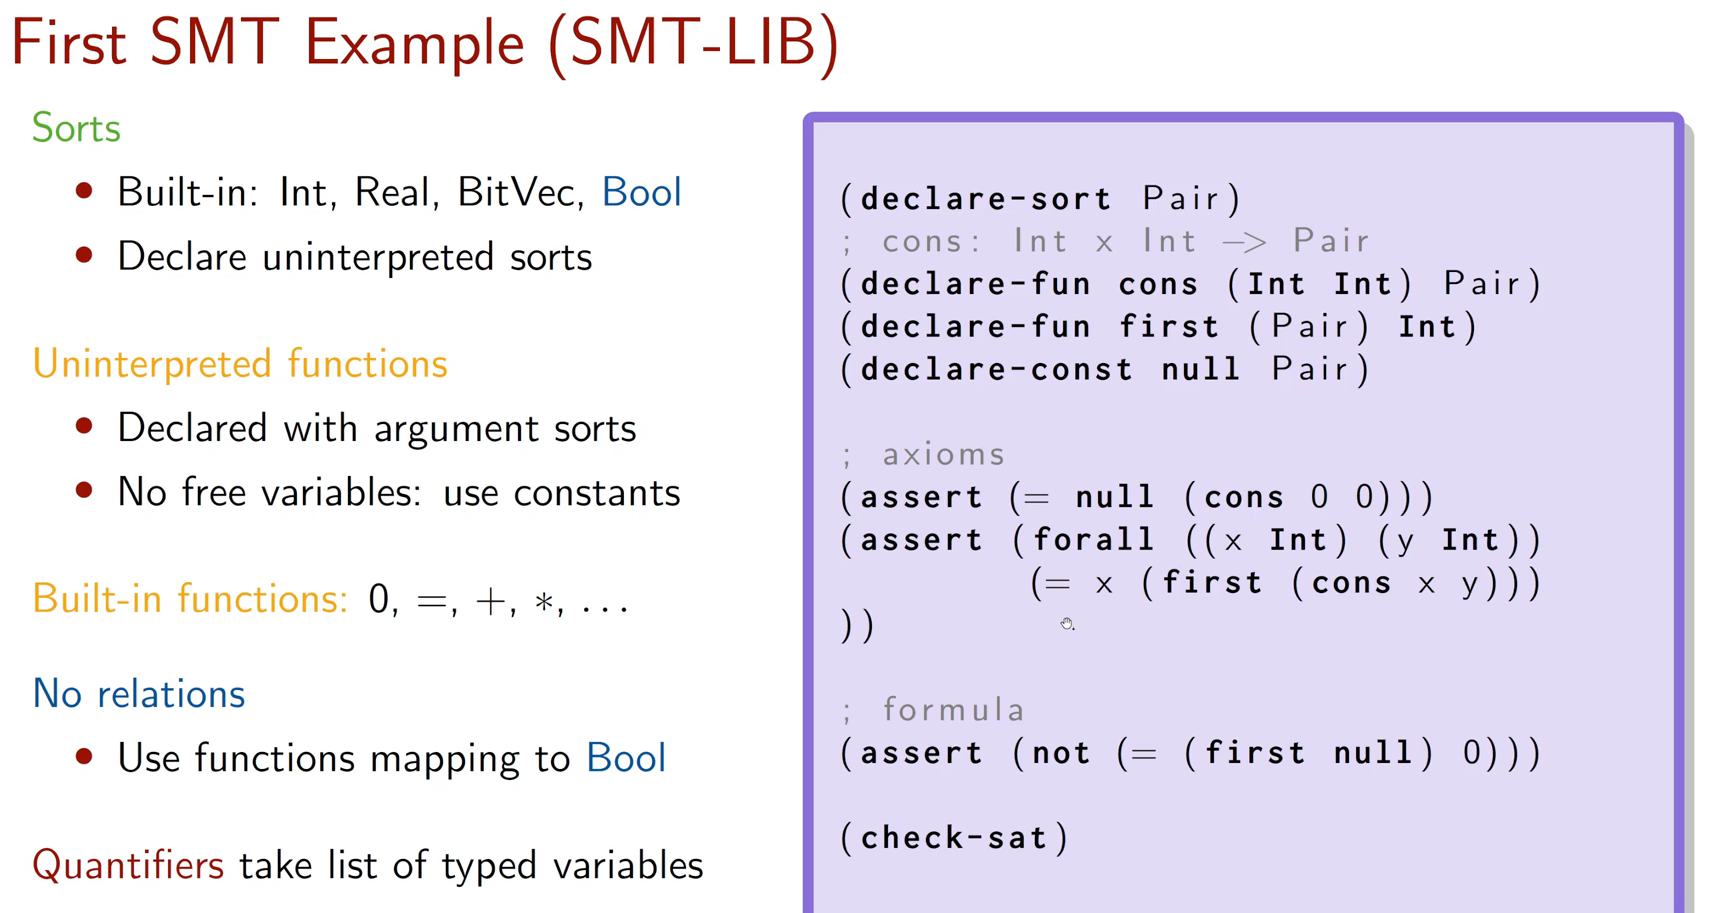 First SMT Example (SMT-LIB)
Sorts
• Built-in: Int, Real, BitVec, Bool
• Declare uninterpreted sorts
Uninterpreted functions
• Declared with argument sorts
• No free variables: use constants
Built-in functions: 0, =, +, *, ...
No relations
• Use functions mapping to Bool
Quantifiers take list of typed variables
(declare-sort Pair)
; cons: Int x Int —> Pair
(declare-fun cons (Int Int) Pair)
(declare-fun first (Pair) Int)
(declare-const null Pair)
; axioms
(assert (= null (cons 0 0)))
(assert (forall ((x Int) (y Int))
(= x (first (cons x y)))
))
; formula
(assert (not (= (first null) 0)))
(check-sat)